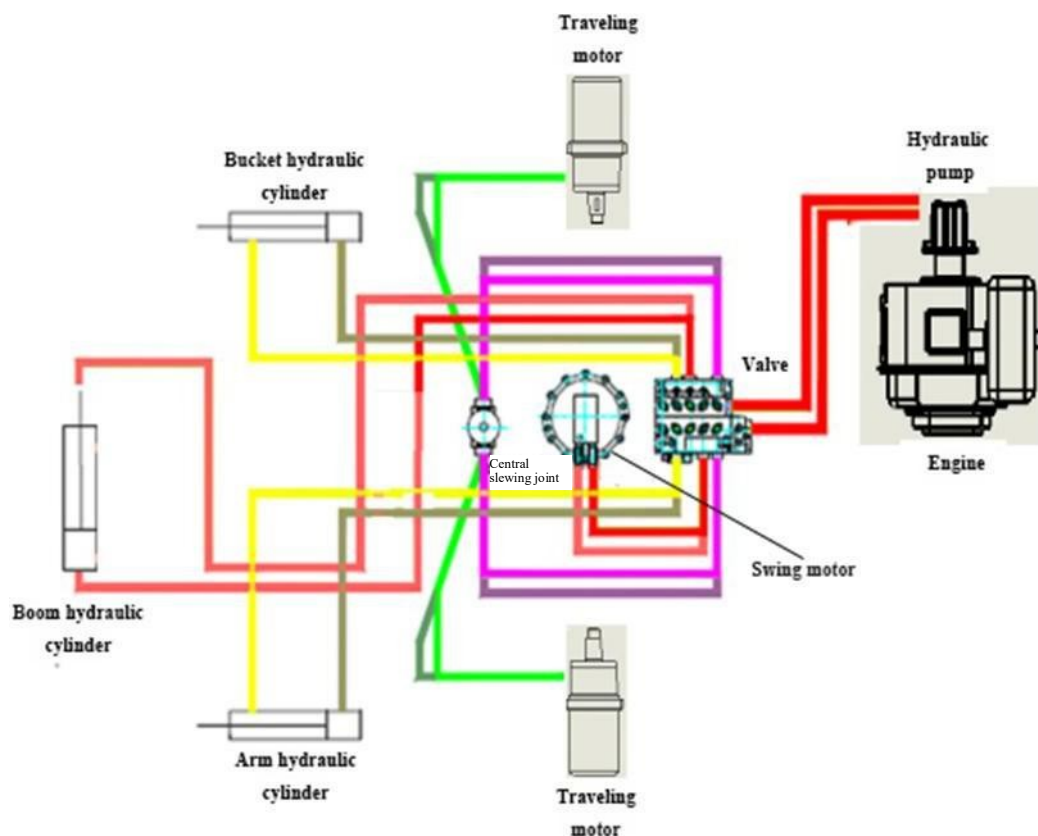 Traveling
motor
Bucket hydraulic
cylinder
Hydraulic
pump
Valve
Central
slewing joint
Engine
Swing motor
Boom hydraulic
cylinder
Arm hydraulic
cylinder
Traveling
motor